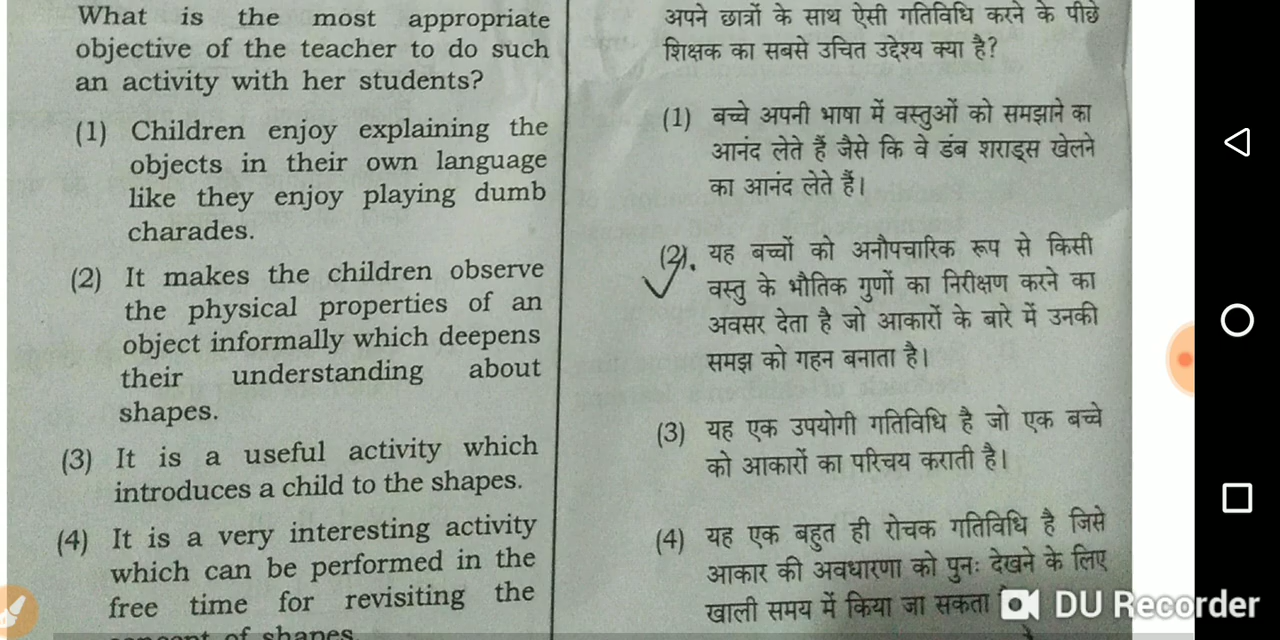 What is the most appropriate
objective of the teacher to do such
an activity with her students?
(1) Children enjoy explaining the
objects in their own language
like they enjoy playing dumb
charades.
(2) It makes the children observe
the physical properties of an
object informally which deepens
their understanding about
shapes.
(3) It is a useful activity which
introduces a child to the shapes.
(4) It is a very interesting activity
which can be performed in the
free time for revisiting the
concept of shapes.
अपने छात्रों के साथ ऐसी गतिविधि करने के पीछे
शिक्षक का सबसे उचित उद्देश्य क्या है?
(1) बच्चे अपनी भाषा में वस्तुओं को समझाने का
आनंद लेते हैं जैसे कि वे डंब शराड्स खेलने
का आनंद लेते हैं।
(2) यह बच्चों को अनौपचारिक रूप से किसी
वस्तु के भौतिक गुणों का निरीक्षण करने का
अवसर देता है जो आकारों के बारे में उनकी
समझ को गहन बनाता है।
(3) यह एक उपयोगी गतिविधि है जो एक बच्चे
को आकारों का परिचय कराती है।
(4) यह एक बहुत ही रोचक गतिविधि है जिसे
आकार की अवधारणा को पुनः देखने के लिए
खाली समय में किया जा सकता
DU Recorder